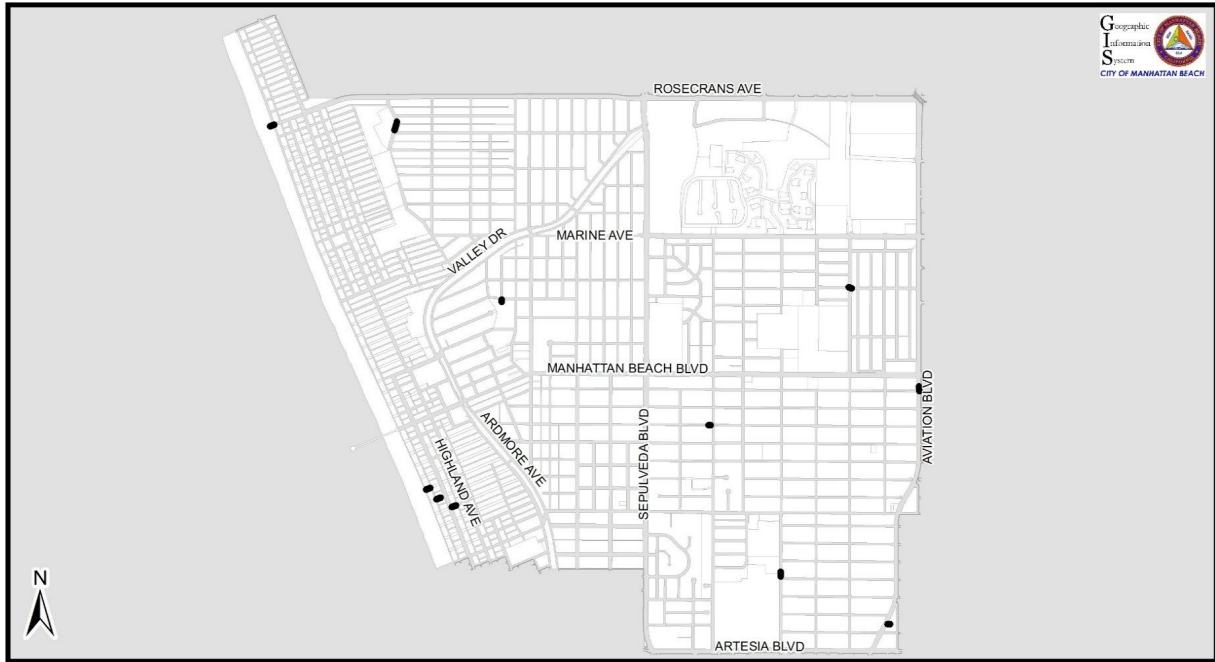 Geographic
Information
System
CITY OF MANHATTAN BEACH
ROSECRANS AVE
MARINE AVE
VALLEY DR
MANHATTAN BEACH BLVD
AVIATION BLVD
SEPULVEDA BLVD
ARDMORE AVE
HIGHLAND AVE
N
ARTESIA BLVD